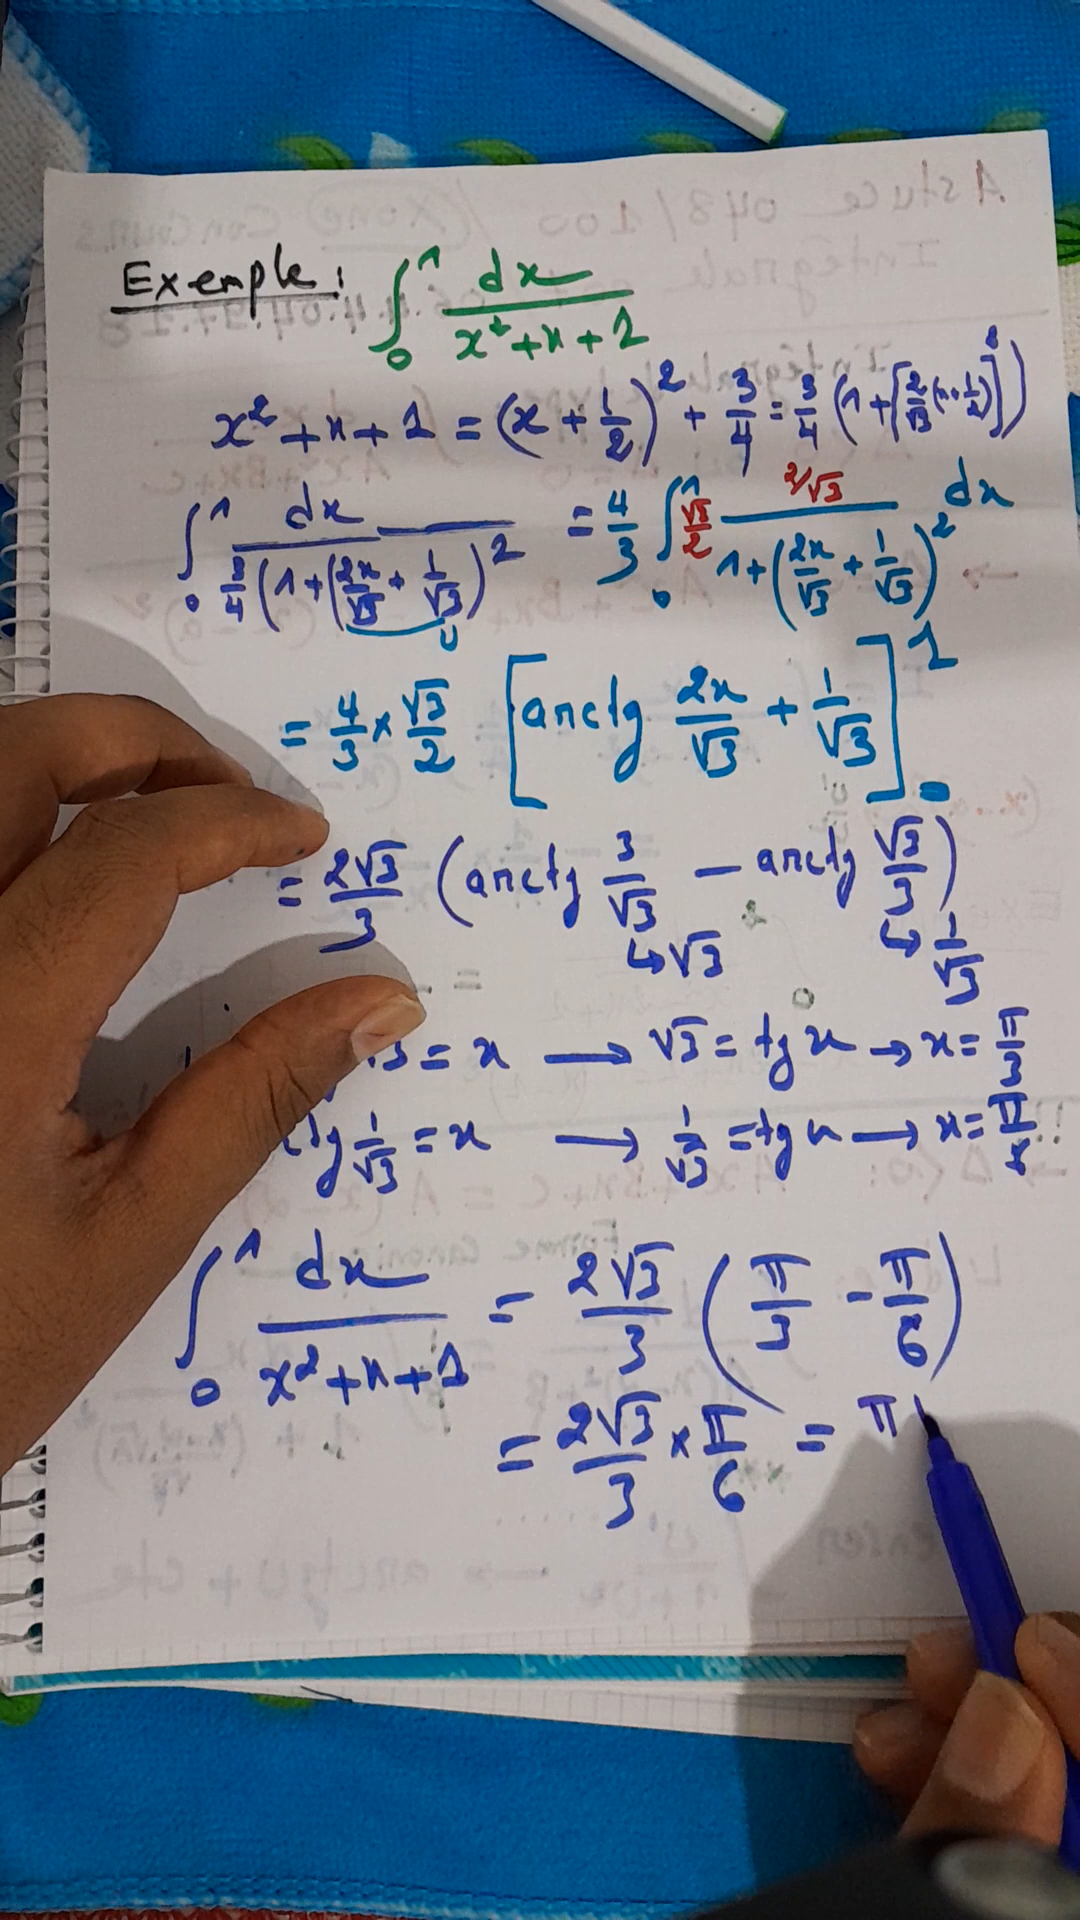 Exemple: ∫₀¹ dx/(x²+x+1)
x²+x+1 = (x + 1/2)² + 3/4 = 3/4 (1+[2/√3 (x+1/2)]²)
∫₀¹ dx / 3/4 (1+(2x/√3 + 1/√3)² = 4/3 ∫₀¹ √3/2 2/√3 / 1+(2x/√3 + 1/√3)² dx
U
= 4/3 × √3/2 [arctg 2x/√3 + 1/√3]₀¹
= 2√3/3 (arctg 3/√3 − arctg √3/3)
↳ √3 ↳ 1/√3
3 = x → √3 = tg x → x = π/3
tg 1/√3 = x → 1/√3 = tg x → x = π/
∫₀¹ dx/(x²+x+1) = 2√3/3 (π/3 - π/6)
= 2√3/3 × π/6 = π